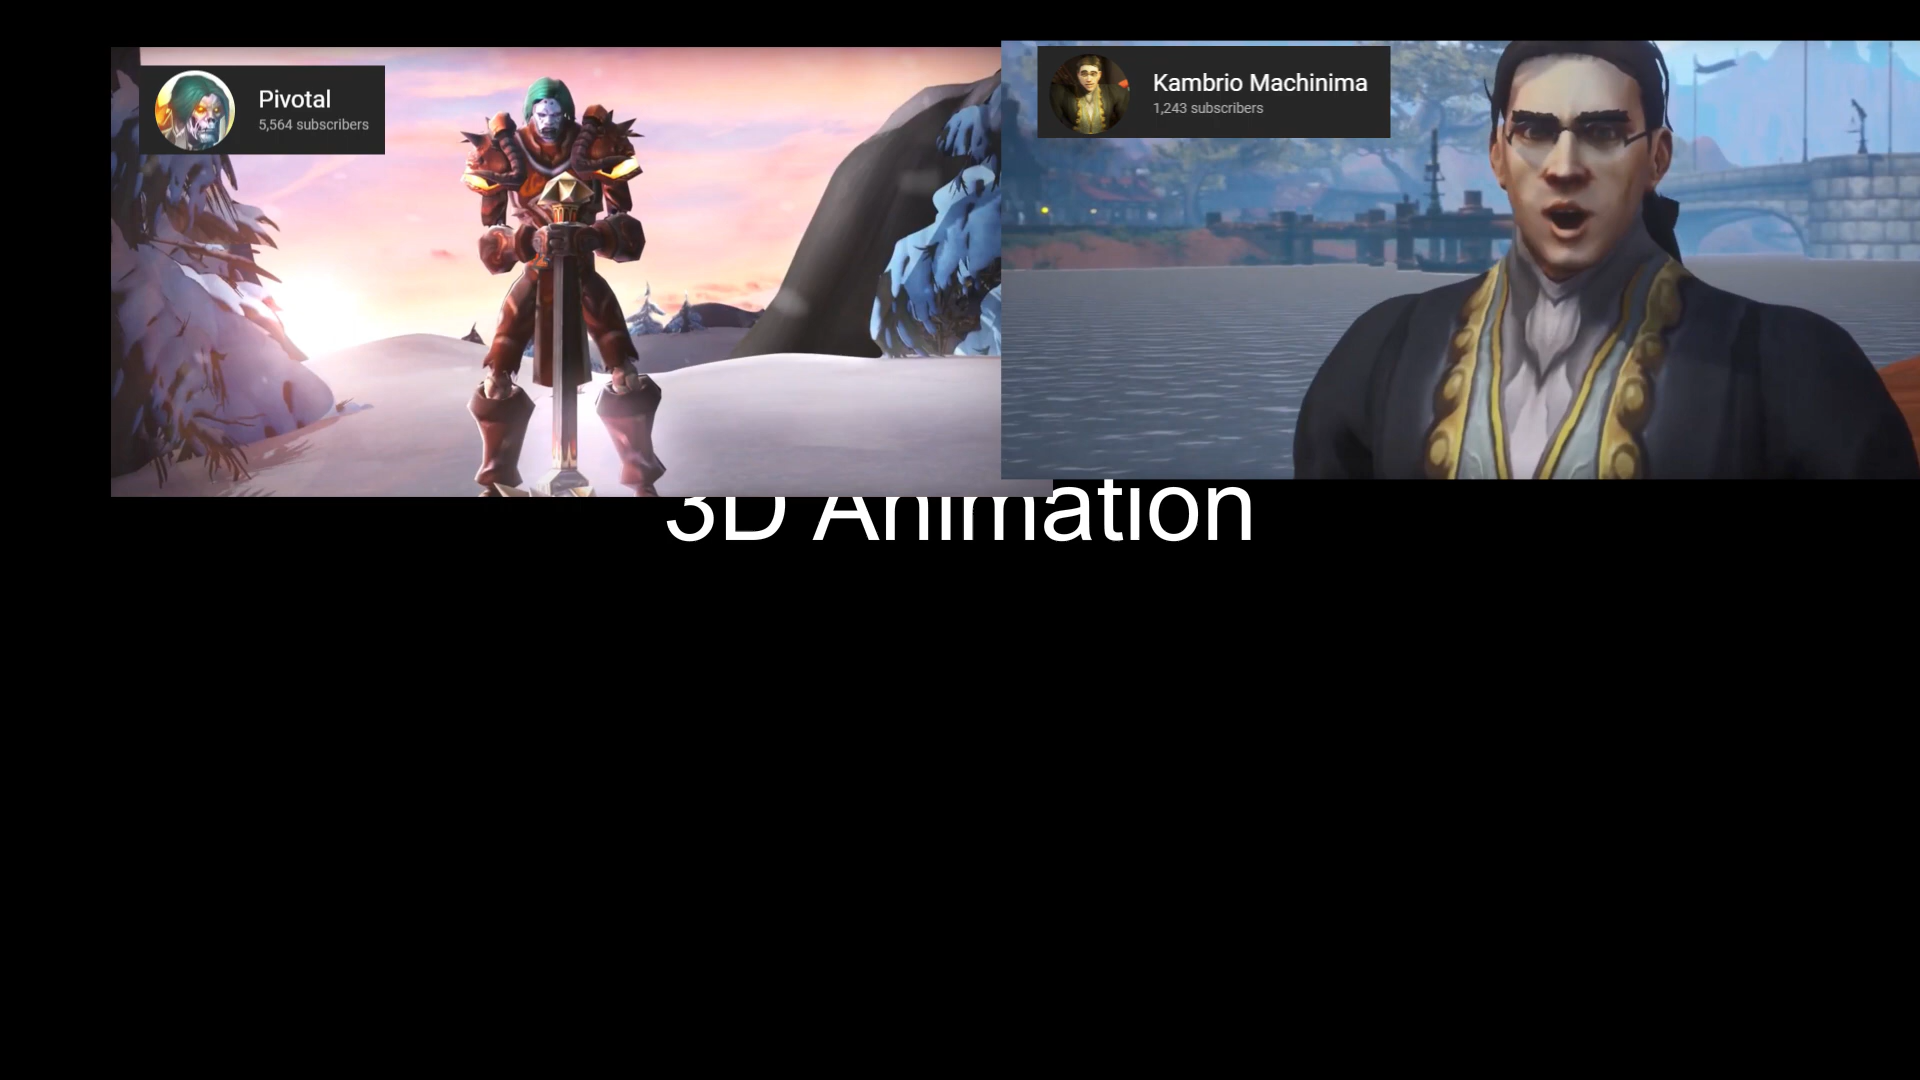 Pivotal
5,564 subscribers
Kambrio Machinima
1,243 subscribers
3D Animation